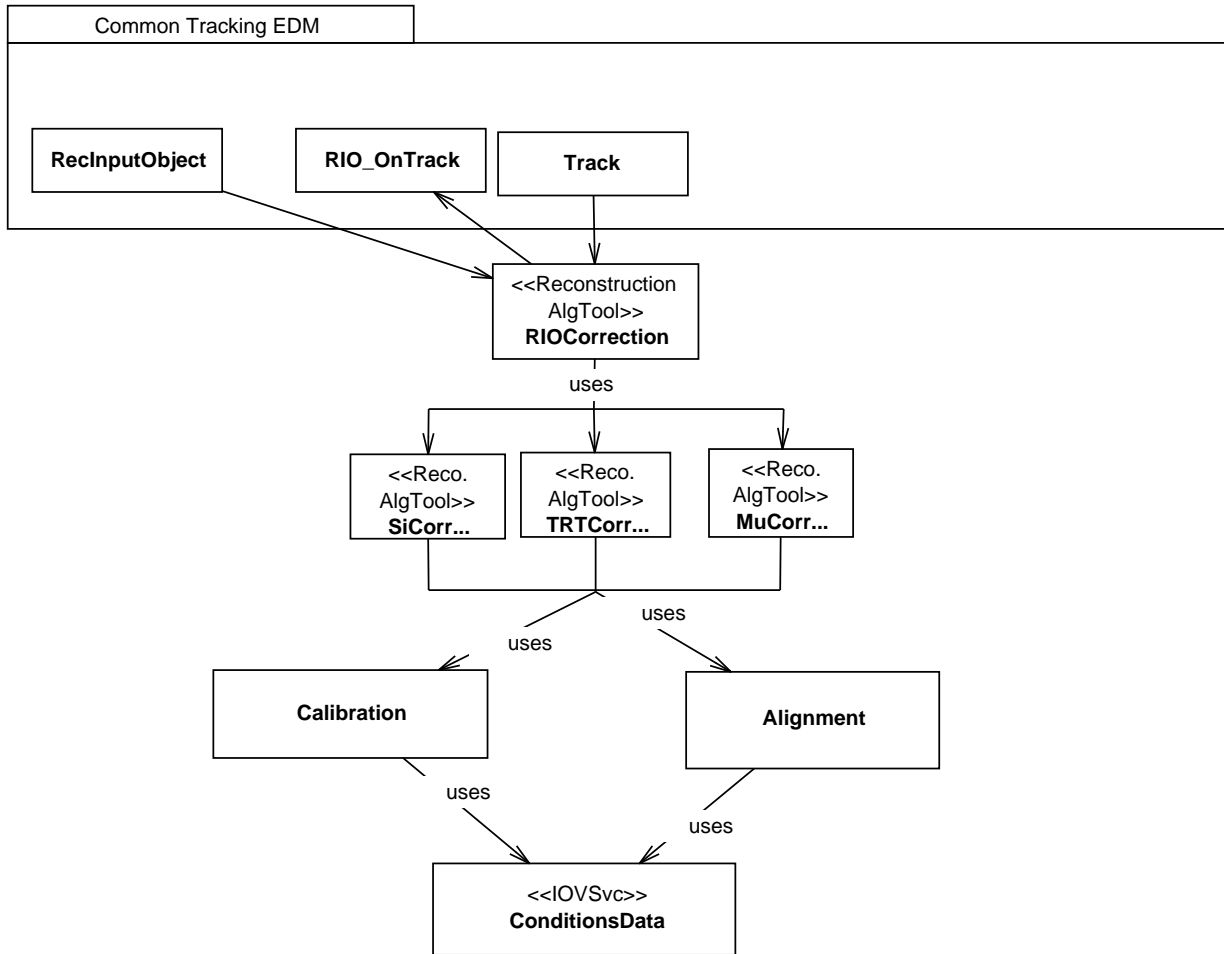 Common Tracking EDM
RecInputObject
RIO_OnTrack
Track
<<Reconstruction
AlgTool>>
RIOCorrection
uses
<<Reco.
AlgTool>>
SiCorr...
<<Reco.
AlgTool>>
TRTCorr...
<<Reco.
AlgTool>>
MuCorr...
uses
uses
Calibration
Alignment
uses
uses
<<IOVSvc>>
ConditionsData